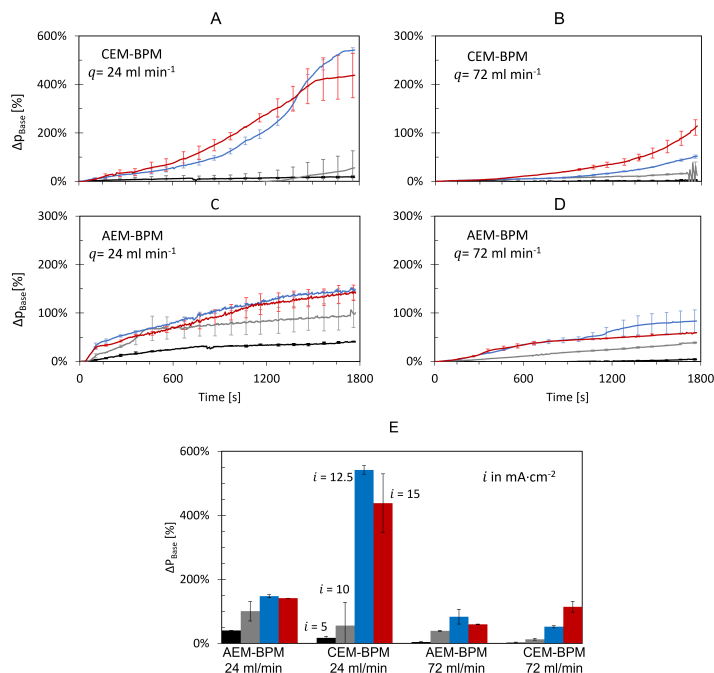 A
600%
400%
200%
0%
Δp_Base [%]
CEM-BPM
q= 24 ml min⁻¹
B
300%
200%
100%
0%
CEM-BPM
q= 72 ml min⁻¹
C
300%
200%
100%
0%
Δp_Base [%]
AEM-BPM
q= 24 ml min⁻¹
0 600 1200 1800
Time [s]
D
300%
200%
100%
0%
AEM-BPM
q= 72 ml min⁻¹
0 600 1200 1800
Time [s]
E
600%
400%
200%
0%
ΔP_Base [%]
i = 12.5
i in mA·cm⁻²
i = 15
i = 10
i = 5
AEM-BPM
24 ml/min
CEM-BPM
24 ml/min
AEM-BPM
72 ml/min
CEM-BPM
72 ml/min